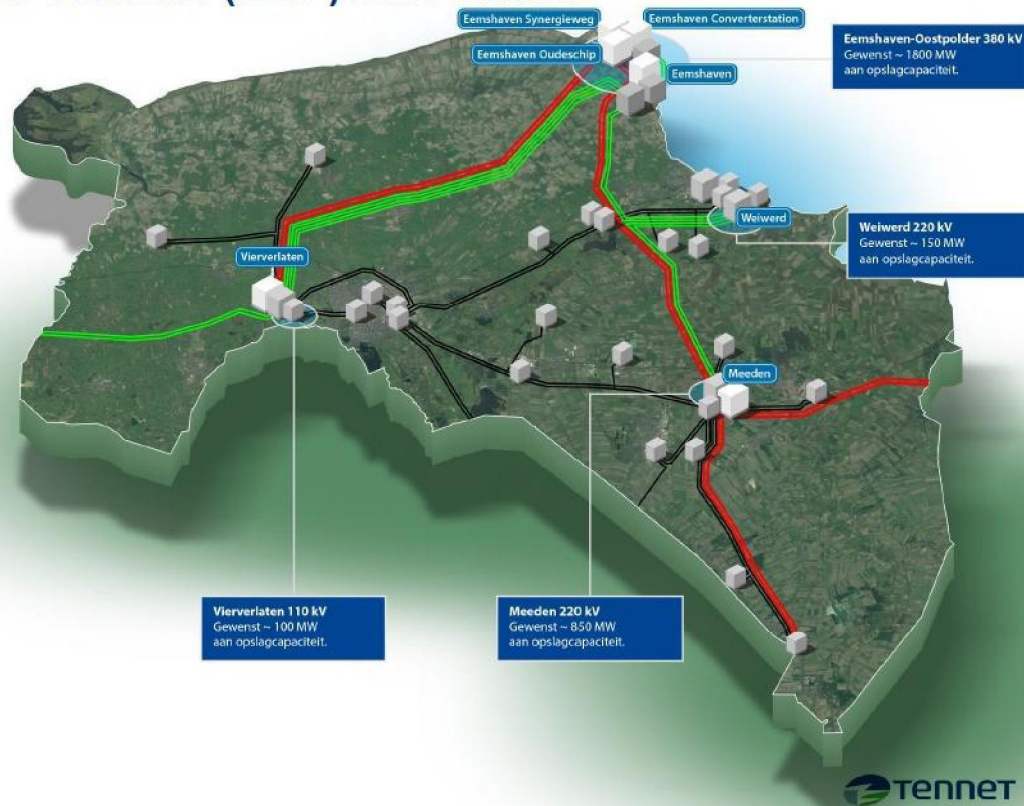 Eemshaven Synergieweg
Eemshaven Converterstation
Eemshaven Oudeschip
Eemshaven
Eemshaven-Oostpolder 380 kV
Gewenst ~ 1800 MW
aan opslagcapaciteit.
Weiwerd
Weiwerd 220 kV
Gewenst ~ 150 MW
aan opslagcapaciteit.
Vierverlaten
Meeden
Vierverlaten 110 kV
Gewenst ~ 100 MW
aan opslagcapaciteit.
Meeden 220 kV
Gewenst ~ 850 MW
aan opslagcapaciteit.
TenneT